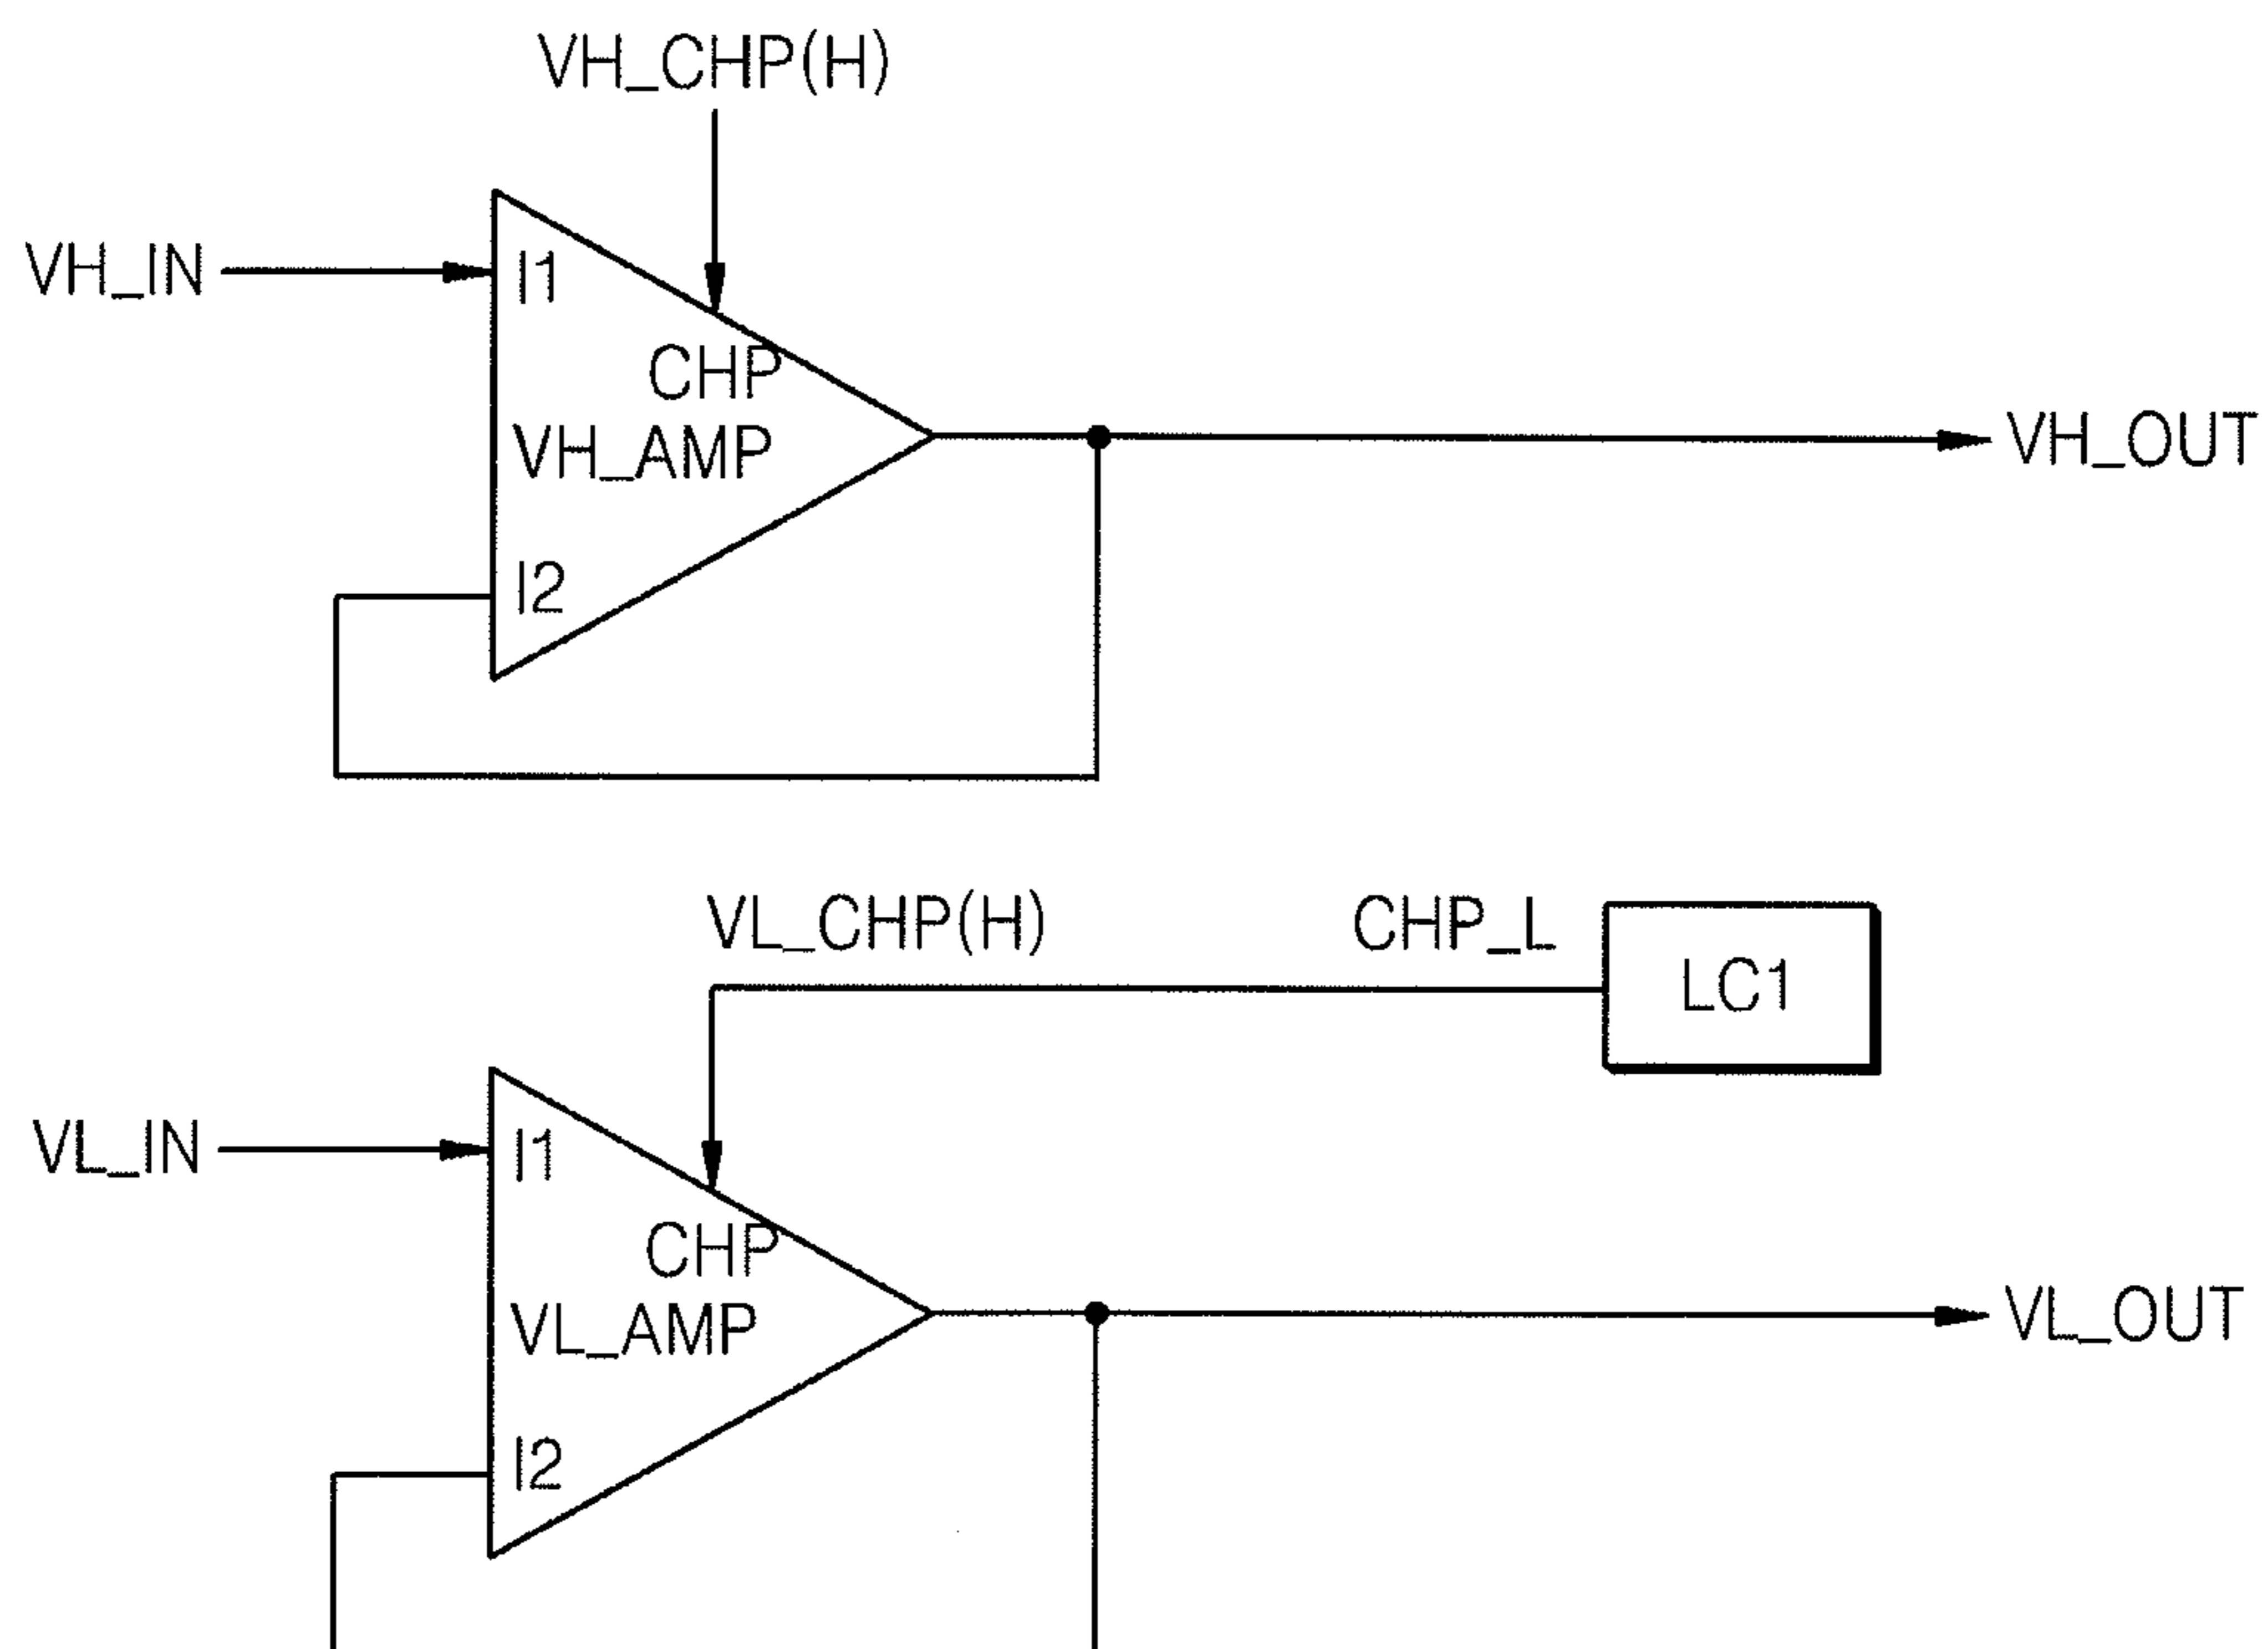 VH_CHP(H)
VH_IN
I1
CHP
VH_AMP
VH_OUT
I2
VL_CHP(H)
CHP_L
LC1
VL_IN
I1
CHP
VL_AMP
VL_OUT
I2